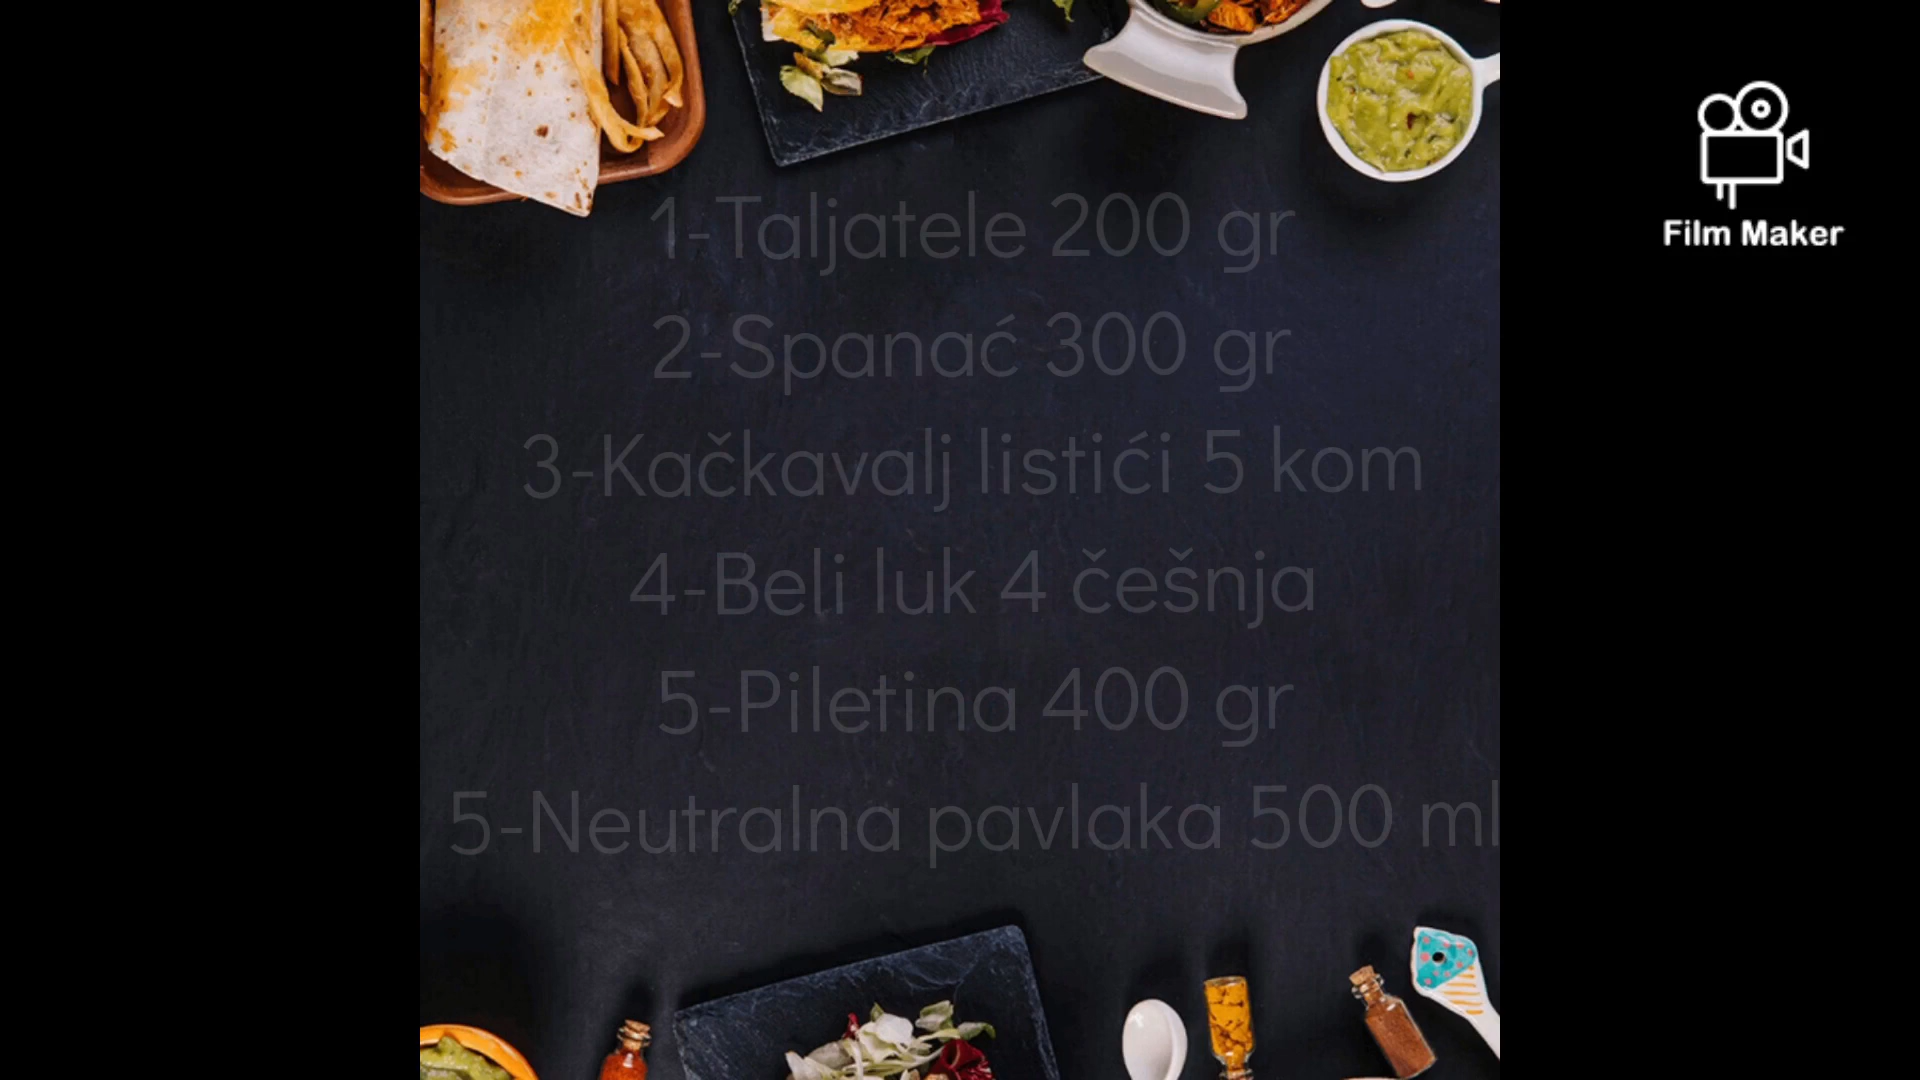 1-Taljatele 200 gr
2-Spanać 300 gr
3-Kačkavalj listići 5 kom
4-Beli luk 4 češnja
5-Piletina 400 gr
5-Neutralna pavlaka 500 ml
Film Maker